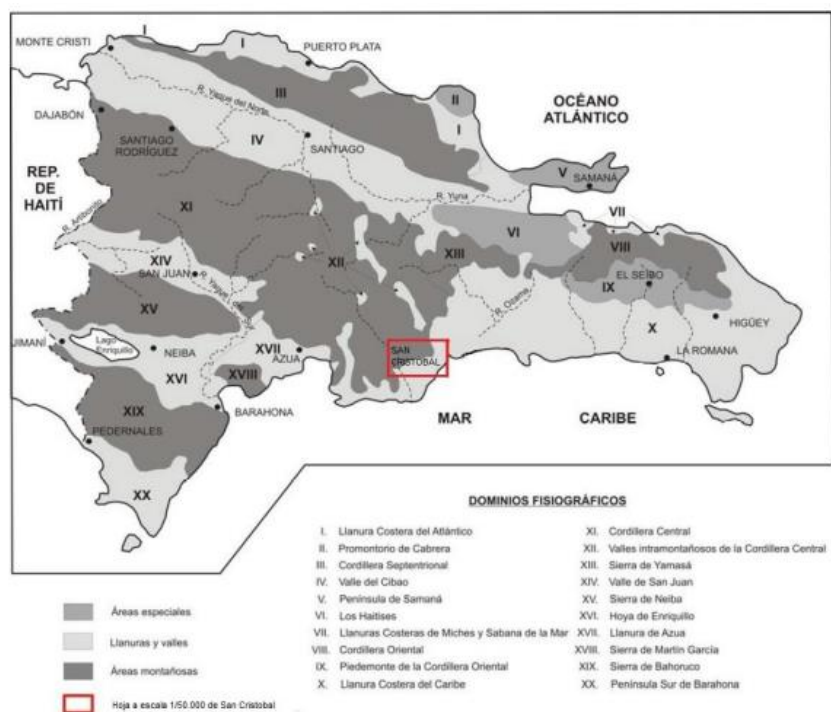 I
I
MONTE CRISTI
PUERTO PLATA
III
II
DAJABÓN
R. Yaque del Norte
I
OCÉANO
ATLÁNTICO
SANTIAGO
RODRÍGUEZ
IV
SANTIAGO
REP.
DE
HAITÍ
V
SAMANÁ
R. Yuna
R. Artibonito
XI
VI
VII
VIII
XIV
XII
XIII
SAN JUAN
R. Yaque del Sur
IX
EL SEÍBO
XV
R. Ozama
X
HIGÜEY
JIMANÍ
Lago
Enriquillo
NEIBA
XVII
AZUA
SAN
CRISTOBAL
LA ROMANA
XVI
XVIII
XIX
BARAHONA
MAR
CARIBE
PEDERNALES
XX
DOMINIOS FISIOGRÁFICOS
I. Llanura Costera del Atlántico
II. Promontorio de Cabrera
III. Cordillera Septentrional
IV. Valle del Cibao
V. Península de Samaná
VI. Los Haitises
VII. Llanuras Costeras de Miches y Sabana de la Mar
VIII. Cordillera Oriental
IX. Piedemonte de la Cordillera Oriental
X. Llanura Costera del Caribe
XI. Cordillera Central
XII. Valles intramontañosos de la Cordillera Central
XIII. Sierra de Yamasá
XIV. Valle de San Juan
XV. Sierra de Neiba
XVI. Hoya de Enriquillo
XVII. Llanura de Azua
XVIII. Sierra de Martín García
XIX. Sierra de Bahoruco
XX. Península Sur de Barahona
Áreas especiales
Llanuras y valles
Áreas montañosas
Hoja a escala 1/50.000 de San Cristobal